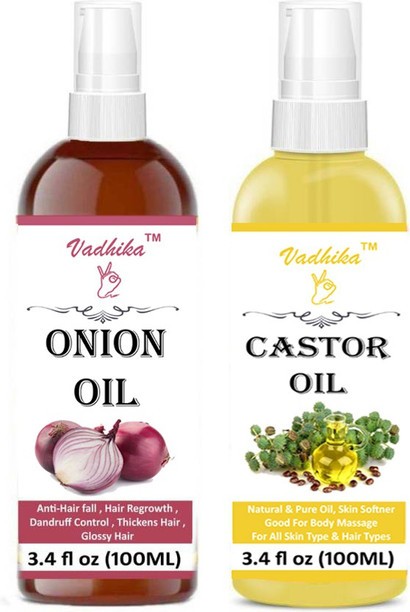 Vadhika™
ONION
OIL
Anti-Hair fall , Hair Regrowth ,
Dandruff Control , Thickens Hair ,
Glossy Hair
3.4 fl oz (100ML)
Vadhika™
CASTOR
OIL
Natural & Pure Oil, Skin Softner
Good For Body Massage
For All Skin Type & Hair Types
3.4 fl oz (100ML)